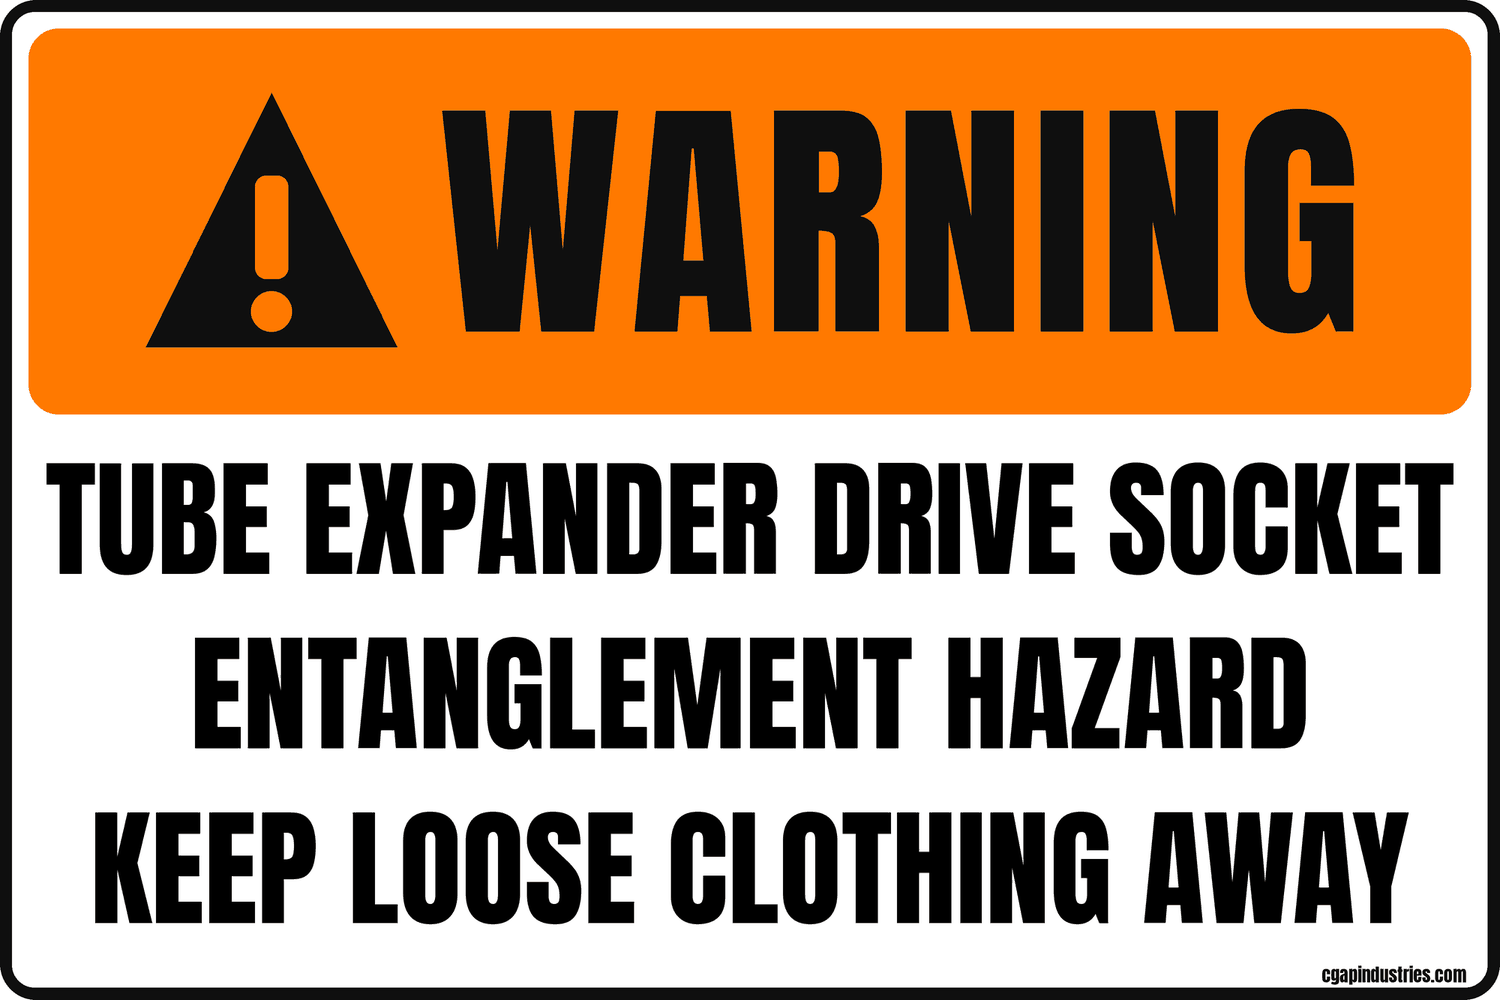 WARNING
TUBE EXPANDER DRIVE SOCKET
ENTANGLEMENT HAZARD
KEEP LOOSE CLOTHING AWAY
cgapindustries.com